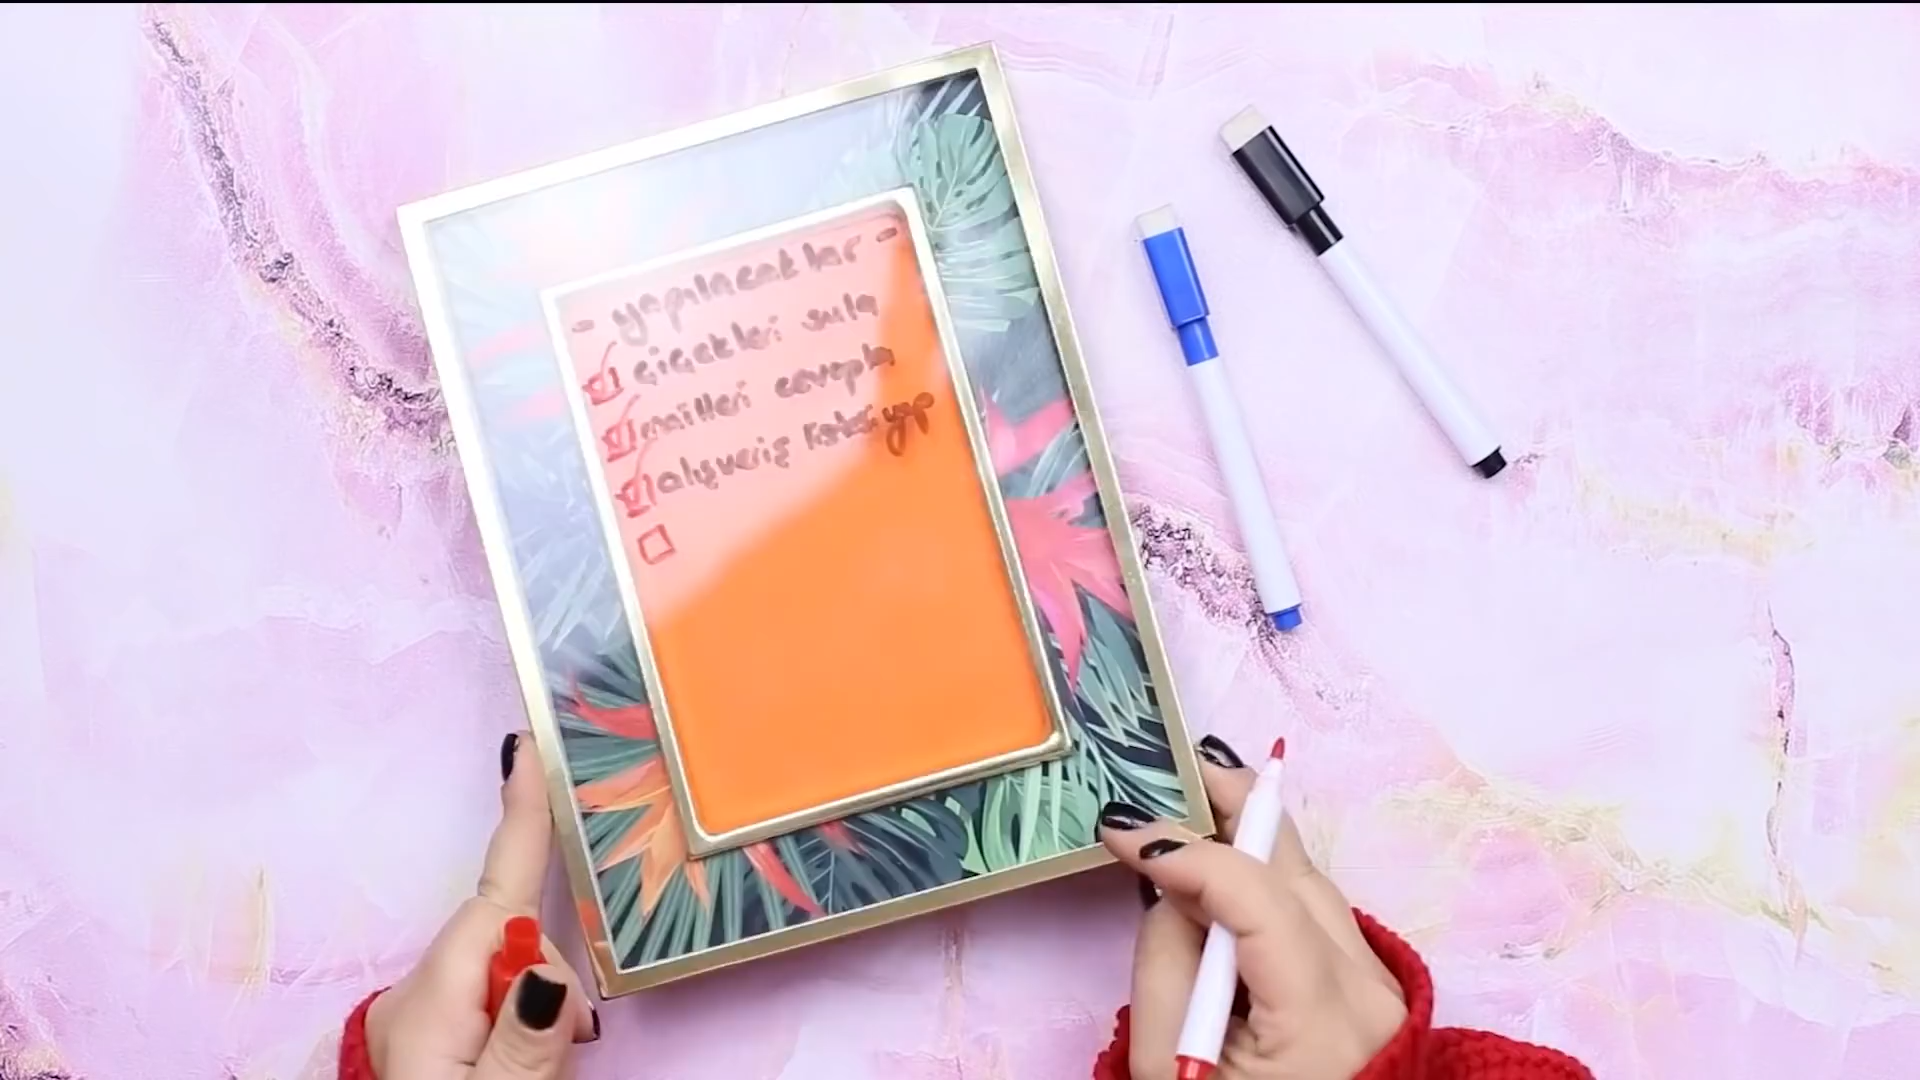 - yapılacaklar -
çiçekleri sula
mailleri cevapla
alışveriş listesi yap